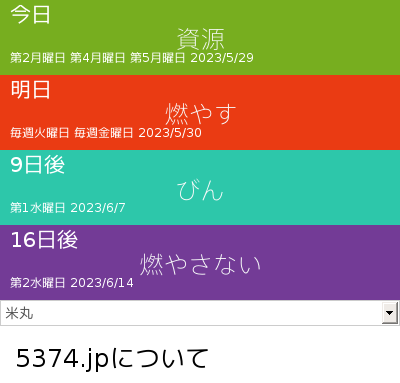 今日
資源
第2月曜日 第4月曜日 第5月曜日 2023/5/29
明日
燃やす
毎週火曜日 毎週金曜日 2023/5/30
9日後
びん
第1水曜日 2023/6/7
16日後
燃やさない
第2水曜日 2023/6/14
米丸
5374.jpについて